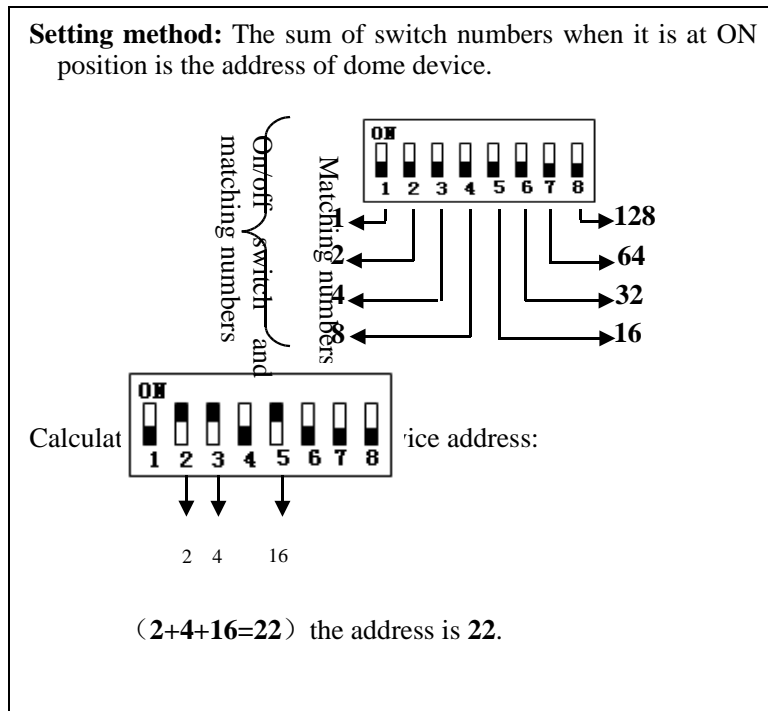 Setting method: The sum of switch numbers when it is at ON
position is the address of dome device.
On/off switch and
matching numbers
Matching numbers
ON
1 2 3 4 5 6 7 8
1 128
2 64
4 32
8 16
ON
Calculat vice address:
1 2 3 4 5 6 7 8
2 4 16
（2+4+16=22）the address is 22.